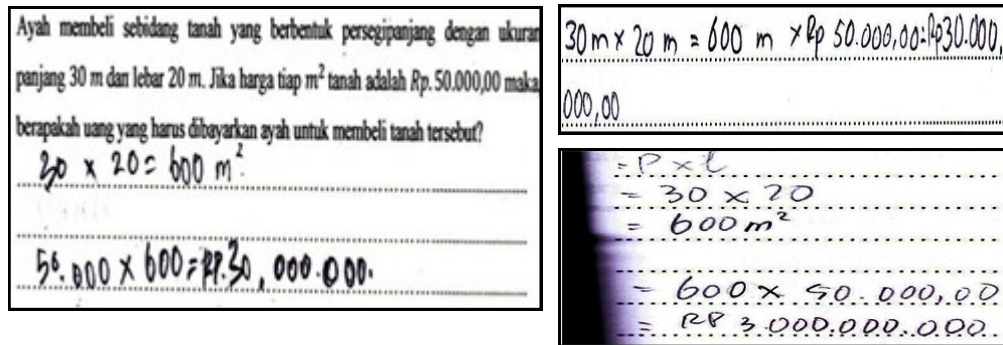 Ayah membeli sebidang tanah yang berbentuk persegipanjang dengan ukuran
panjang 30 m dan lebar 20 m. Jika harga tiap m² tanah adalah Rp. 50.000,00 maka
berapakah uang yang harus dibayarkan ayah untuk membeli tanah tersebut?
30 x 20 = 600 m².
50.000 x 600 = RP.30,000.000.
30 m x 20 m = 600 m x Rp 50.000,00 = Rp30.000.
000,00
= P x l
= 30 x 20
= 600 m²
= 600 x 50.000,00
= RP 3.000.000.000.